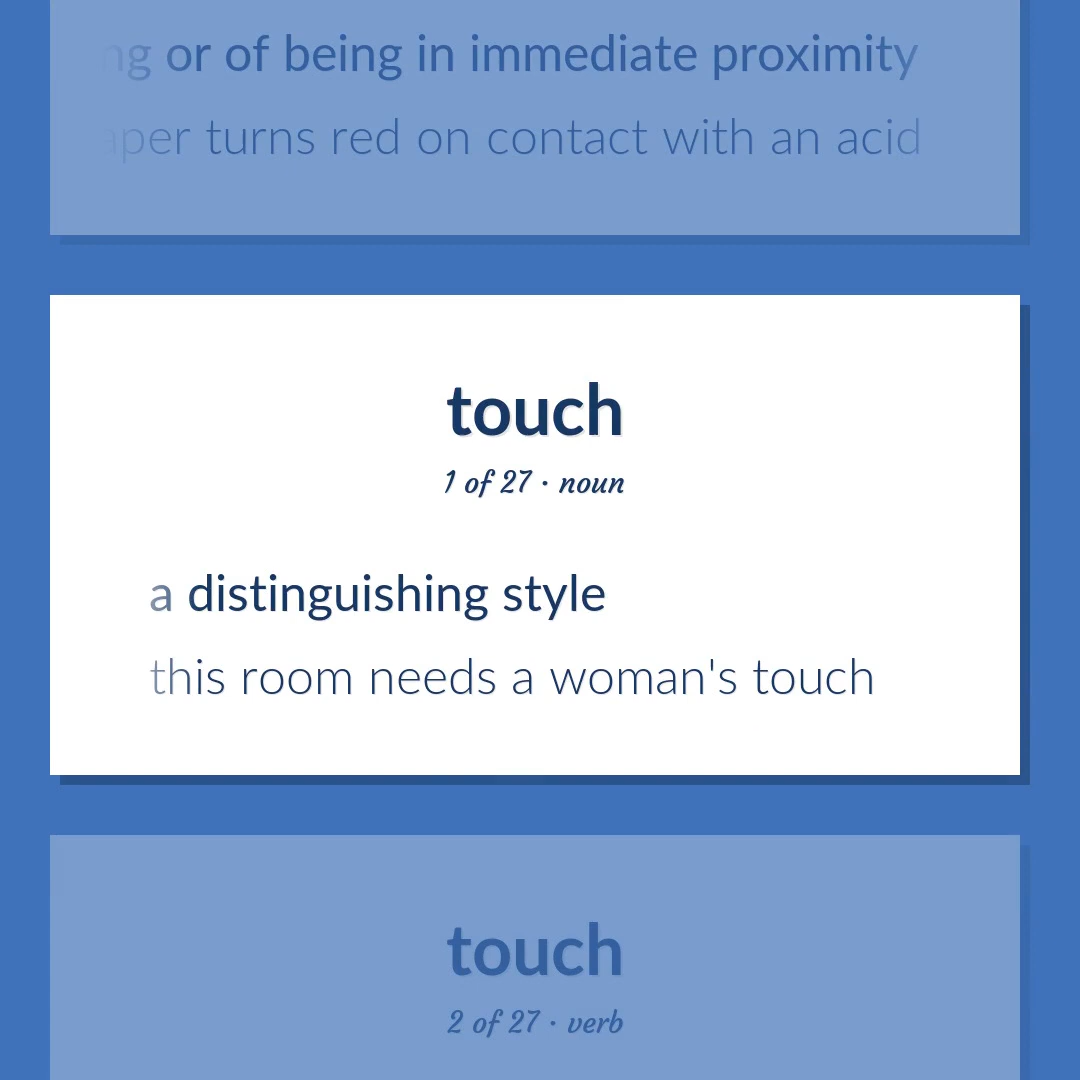 or of being in immediate proximity
turns red on contact with an acid
touch
1 of 27 · noun
a distinguishing style
this room needs a woman's touch
touch
2 of 27 · verb